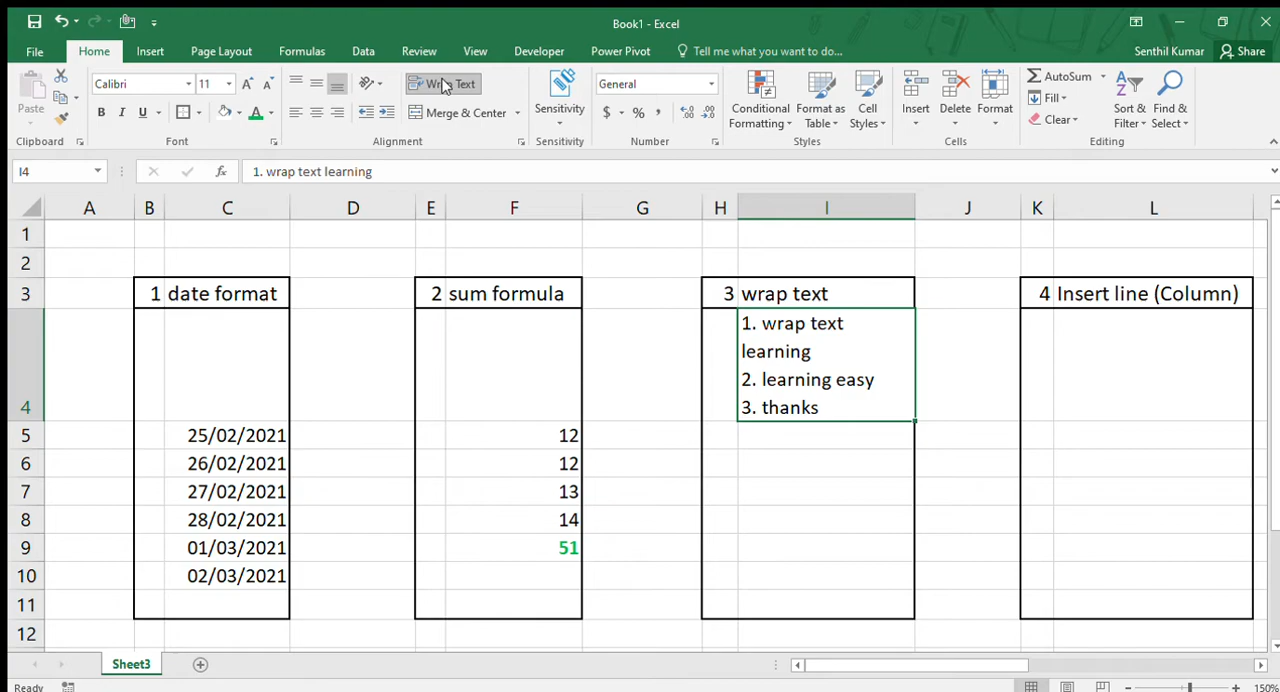 Book1 - Excel
File Home Insert Page Layout Formulas Data Review View Developer Power Pivot Tell me what you want to do... Senthil Kumar Share
Paste
Clipboard
Calibri 11
B I U
Font
Wrap Text
Merge & Center
Alignment
Sensitivity
Sensitivity
General
$ % ,
Number
Conditional Formatting
Format as Table
Cell Styles
Styles
Insert Delete Format
Cells
AutoSum
Fill
Clear
Sort & Filter
Find & Select
Editing
I4 fx 1. wrap text learning
A B C D E F G H I J K L
1
2
3 1 date format 2 sum formula 3 wrap text 4 Insert line (Column)
1. wrap text
learning
2. learning easy
4 3. thanks
5 25/02/2021 12
6 26/02/2021 12
7 27/02/2021 13
8 28/02/2021 14
9 01/03/2021 51
10 02/03/2021
11
12
Sheet3
Ready 150%